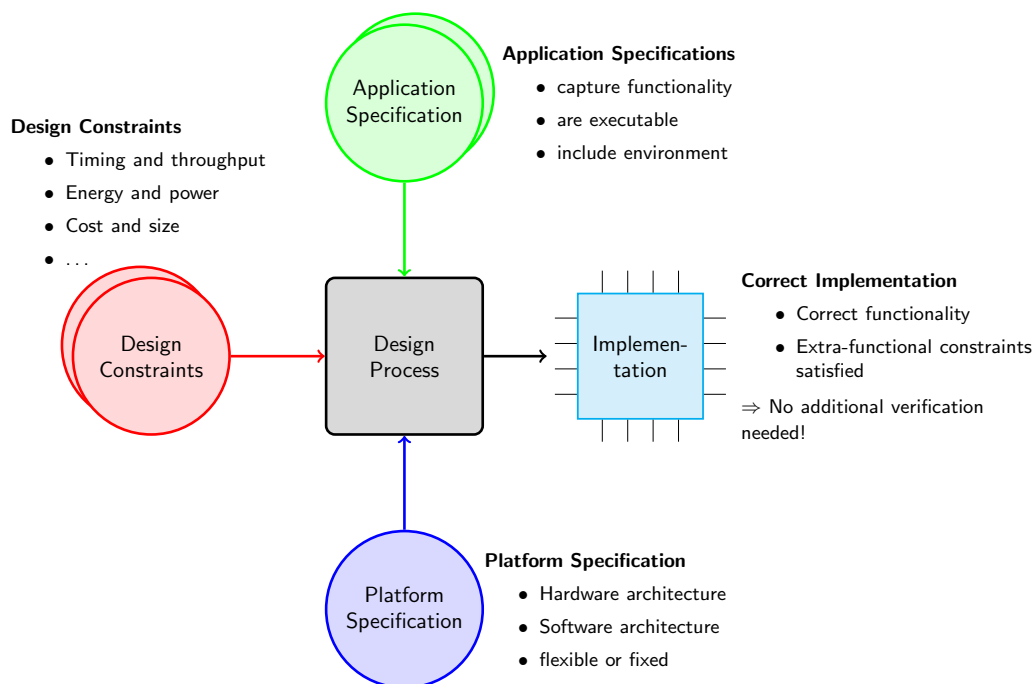 Application
Specification
Application Specifications
• capture functionality
• are executable
• include environment
Design Constraints
• Timing and throughput
• Energy and power
• Cost and size
• . . .
Design
Constraints
Design
Process
Implemen-
tation
Correct Implementation
• Correct functionality
• Extra-functional constraints
satisfied
⇒ No additional verification
needed!
Platform
Specification
Platform Specification
• Hardware architecture
• Software architecture
• flexible or fixed